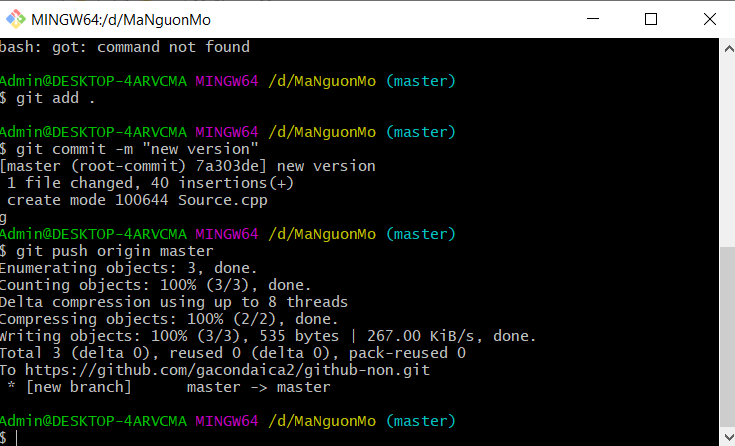 MINGW64:/d/MaNguonMo
bash: got: command not found
Admin@DESKTOP-4ARVCMA MINGW64 /d/MaNguonMo (master)
$ git add .
Admin@DESKTOP-4ARVCMA MINGW64 /d/MaNguonMo (master)
$ git commit -m "new version"
[master (root-commit) 7a303de] new version
 1 file changed, 40 insertions(+)
 create mode 100644 Source.cpp
g
Admin@DESKTOP-4ARVCMA MINGW64 /d/MaNguonMo (master)
$ git push origin master
Enumerating objects: 3, done.
Counting objects: 100% (3/3), done.
Delta compression using up to 8 threads
Compressing objects: 100% (2/2), done.
Writing objects: 100% (3/3), 535 bytes | 267.00 KiB/s, done.
Total 3 (delta 0), reused 0 (delta 0), pack-reused 0
To https://github.com/gacondaica2/github-non.git
 * [new branch]      master -> master
Admin@DESKTOP-4ARVCMA MINGW64 /d/MaNguonMo (master)
$